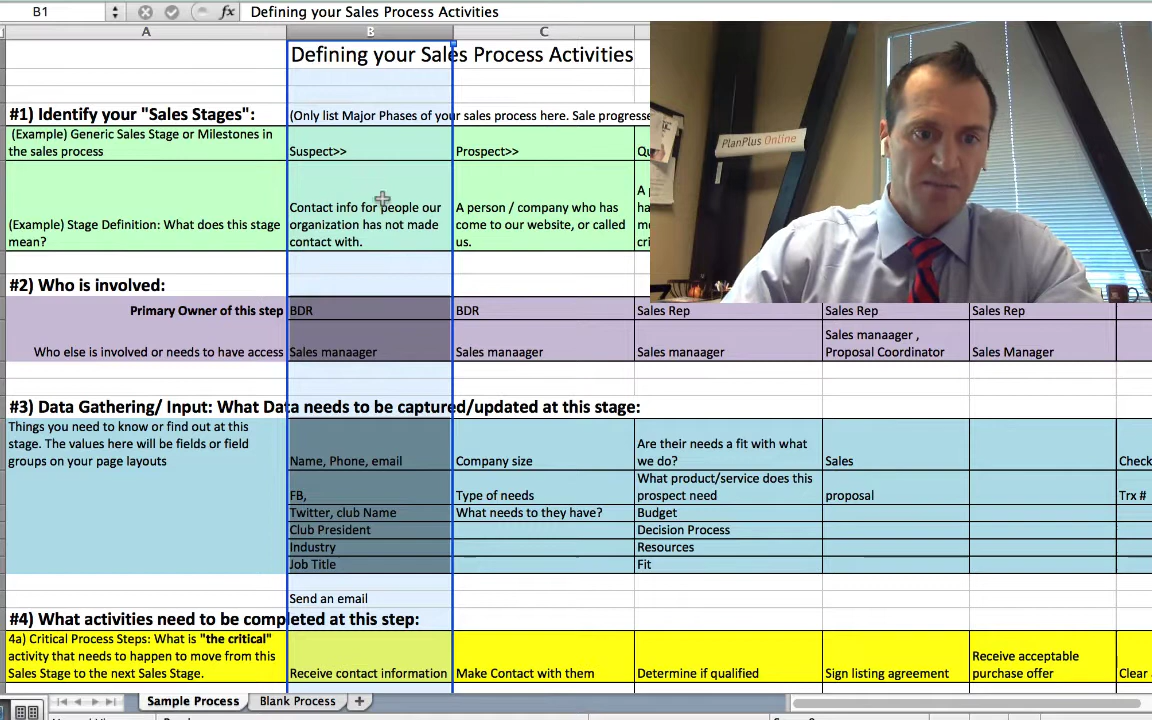 B1
fx
Defining your Sales Process Activities
A
B
C
Defining your Sales Process Activities
#1) Identify your "Sales Stages":
(Only list Major Phases of your sales process here. Sale progresse
(Example) Generic Sales Stage or Milestones in
the sales process
Suspect>>
Prospect>>
Qu
(Example) Stage Definition: What does this stage
mean?
Contact info for people our
organization has not made
contact with.
A person / company who has
come to our website, or called
us.
A
ha
me
cri
PlanPlus Online
#2) Who is involved:
Primary Owner of this step
BDR
BDR
Sales Rep
Sales Rep
Sales Rep
Who else is involved or needs to have access
Sales manaager
Sales manaager
Sales manaager
Sales manaager ,
Proposal Coordinator
Sales Manager
#3) Data Gathering/ Input: What Data needs to be captured/updated at this stage:
Things you need to know or find out at this
stage. The values here will be fields or field
groups on your page layouts
Name, Phone, email
Company size
Are their needs a fit with what
we do?
Sales
Check
FB,
Type of needs
What product/service does this
prospect need
proposal
Trx #
Twitter, club Name
What needs to they have?
Budget
Club President
Decision Process
Industry
Resources
Job Title
Fit
Send an email
#4) What activities need to be completed at this step:
4a) Critical Process Steps: What is "the critical"
activity that needs to happen to move from this
Sales Stage to the next Sales Stage.
Receive contact information
Make Contact with them
Determine if qualified
Sign listing agreement
Receive acceptable
purchase offer
Clear
Sample Process
Blank Process